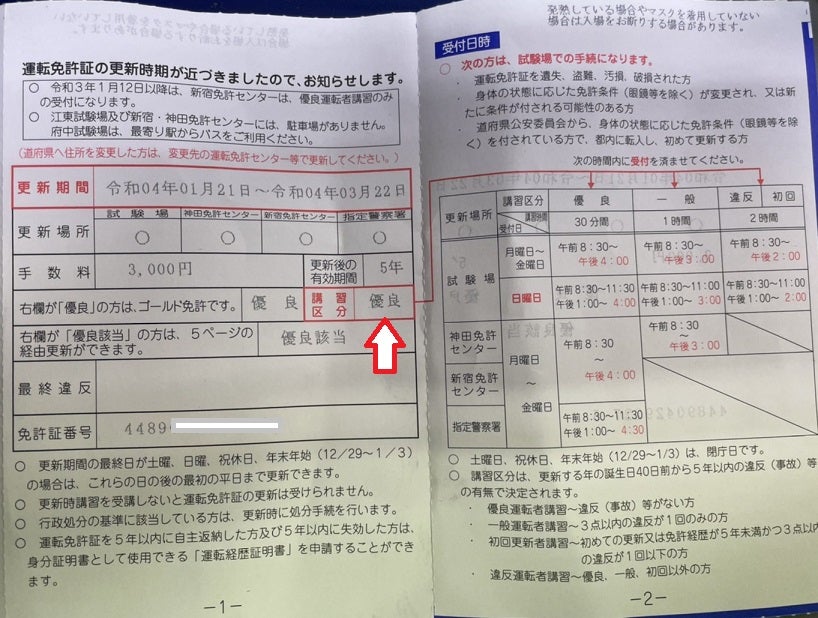 運転免許証の更新時期が近づきましたので、お知らせします。
○ 令和3年1月12日以降は、新宿免許センターは、優良運転者講習のみ
の受付になります。
○ 江東試験場及び新宿・神田免許センターには、駐車場がありません。
府中試験場は、最寄り駅からバスをご利用ください。
(道府県へ住所を変更した方は、変更先の運転免許センター等で更新してください。)
更新期間 令和04年01月21日~令和04年03月22日
更新場所 試験場 神田免許センター 新宿免許センター 指定警察署
○ ○ ○ ○
手数料 3,000円 更新後の有効期間 5年
右欄が「優良」の方は、ゴールド免許です。 優良 講習区分 優良
右欄が「優良該当」の方は、5ページの
経由更新ができます。 優良該当
最終違反
免許証番号 4489
○ 更新期間の最終日が土曜、日曜、祝休日、年末年始(12/29~1/3)
の場合は、これらの日の後の最初の平日まで更新できます。
○ 更新時講習を受講しないと運転免許証の更新は受けられません。
○ 行政処分の基準に該当している方は、更新時に処分手続を行います。
○ 運転免許証を5年以内に自主返納した方及び5年以内に失効した方は、
身分証明書として使用できる「運転経歴証明書」を申請することができ
ます。
-1-
発熱している場合やマスクを着用していない
場合は入場をお断りする場合があります。
受付日時
○ 次の方は、試験場での手続になります。
・ 運転免許証を遺失、盗難、汚損、破損された方
・ 身体の状態に応じた免許条件(眼鏡等を除く)が変更され、又は新
たに条件が付される可能性のある方
・ 道府県公安委員会から、身体の状態に応じた免許条件(眼鏡等を除
く)を付されている方で、都内に転入し、初めて更新する方
次の時間内に受付を済ませてください。
更新場所 講習区分 優良 一般 違反 初回
講習時間 受付日 30分間 1時間 2時間
試験場 月曜日~金曜日 午前8:30~午後4:00 午前8:30~午後3:00 午前8:30~午後2:00
日曜日 午前8:30~11:30 午前8:30~11:00 午前8:30~11:00
午後1:00~ 4:00 午後1:00~ 3:00 午後1:00~ 2:00
神田免許センター 月曜日~金曜日 午前8:30~午後4:00 午前8:30~午後3:00
新宿免許センター
指定警察署 午前8:30~11:30
午後1:00~ 4:30
○ 土曜日、祝休日、年末年始(12/29~1/3)は、閉庁日です。
○ 講習区分は、更新する年の誕生日40日前から5年以内の違反(事故)等
の有無で決定されます。
・ 優良運転者講習~違反(事故)等がない方
・ 一般運転者講習~3点以内の違反が1回のみの方
・ 初回更新者講習~初めての更新又は免許経歴が5年未満かつ3点以
の違反が1回以下の方
・ 違反運転者講習~優良、一般、初回以外の方
-2-